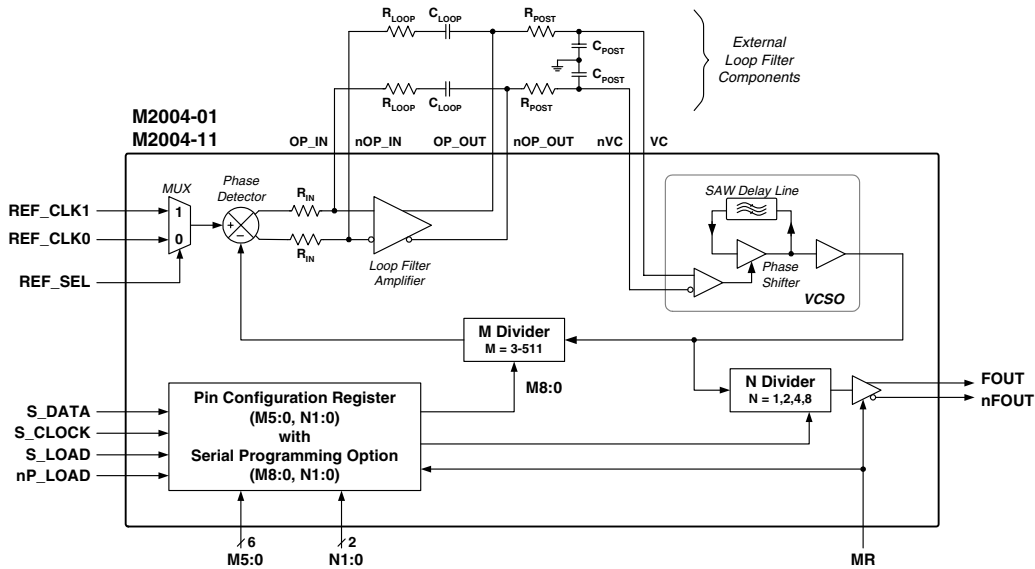 R_LOOP C_LOOP R_POST
C_POST
C_POST
R_LOOP C_LOOP R_POST
External
Loop Filter
Components
M2004-01
M2004-11
OP_IN nOP_IN OP_OUT nOP_OUT nVC VC
MUX
Phase
Detector
R_IN
R_IN
SAW Delay Line
REF_CLK1
1
REF_CLK0
0
+
–
REF_SEL
Loop Filter
Amplifier
Phase
Shifter
VCSO
M Divider
M = 3-511
M8:0
N Divider
N = 1,2,4,8
FOUT
nFOUT
S_DATA
S_CLOCK
S_LOAD
nP_LOAD
Pin Configuration Register
(M5:0, N1:0)
with
Serial Programming Option
(M8:0, N1:0)
6
2
M5:0 N1:0 MR